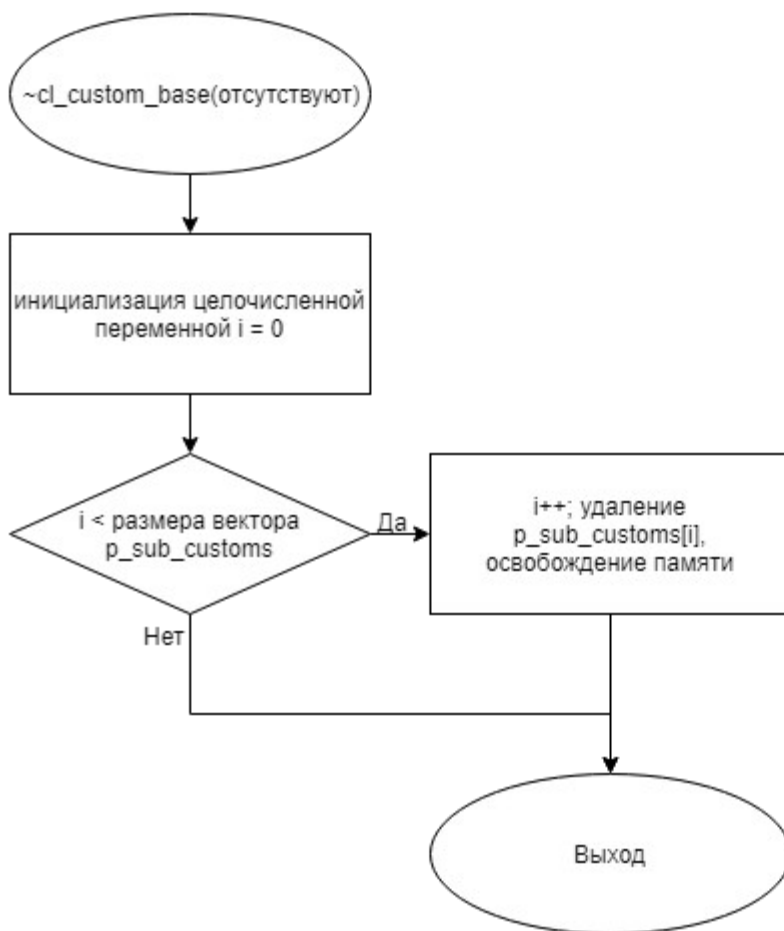 ~cl_custom_base(отсутствуют)
инициализация целочисленной
переменной i = 0
i < размера вектора
p_sub_customs
Да
i++; удаление
p_sub_customs[i],
освобождение памяти
Нет
Выход